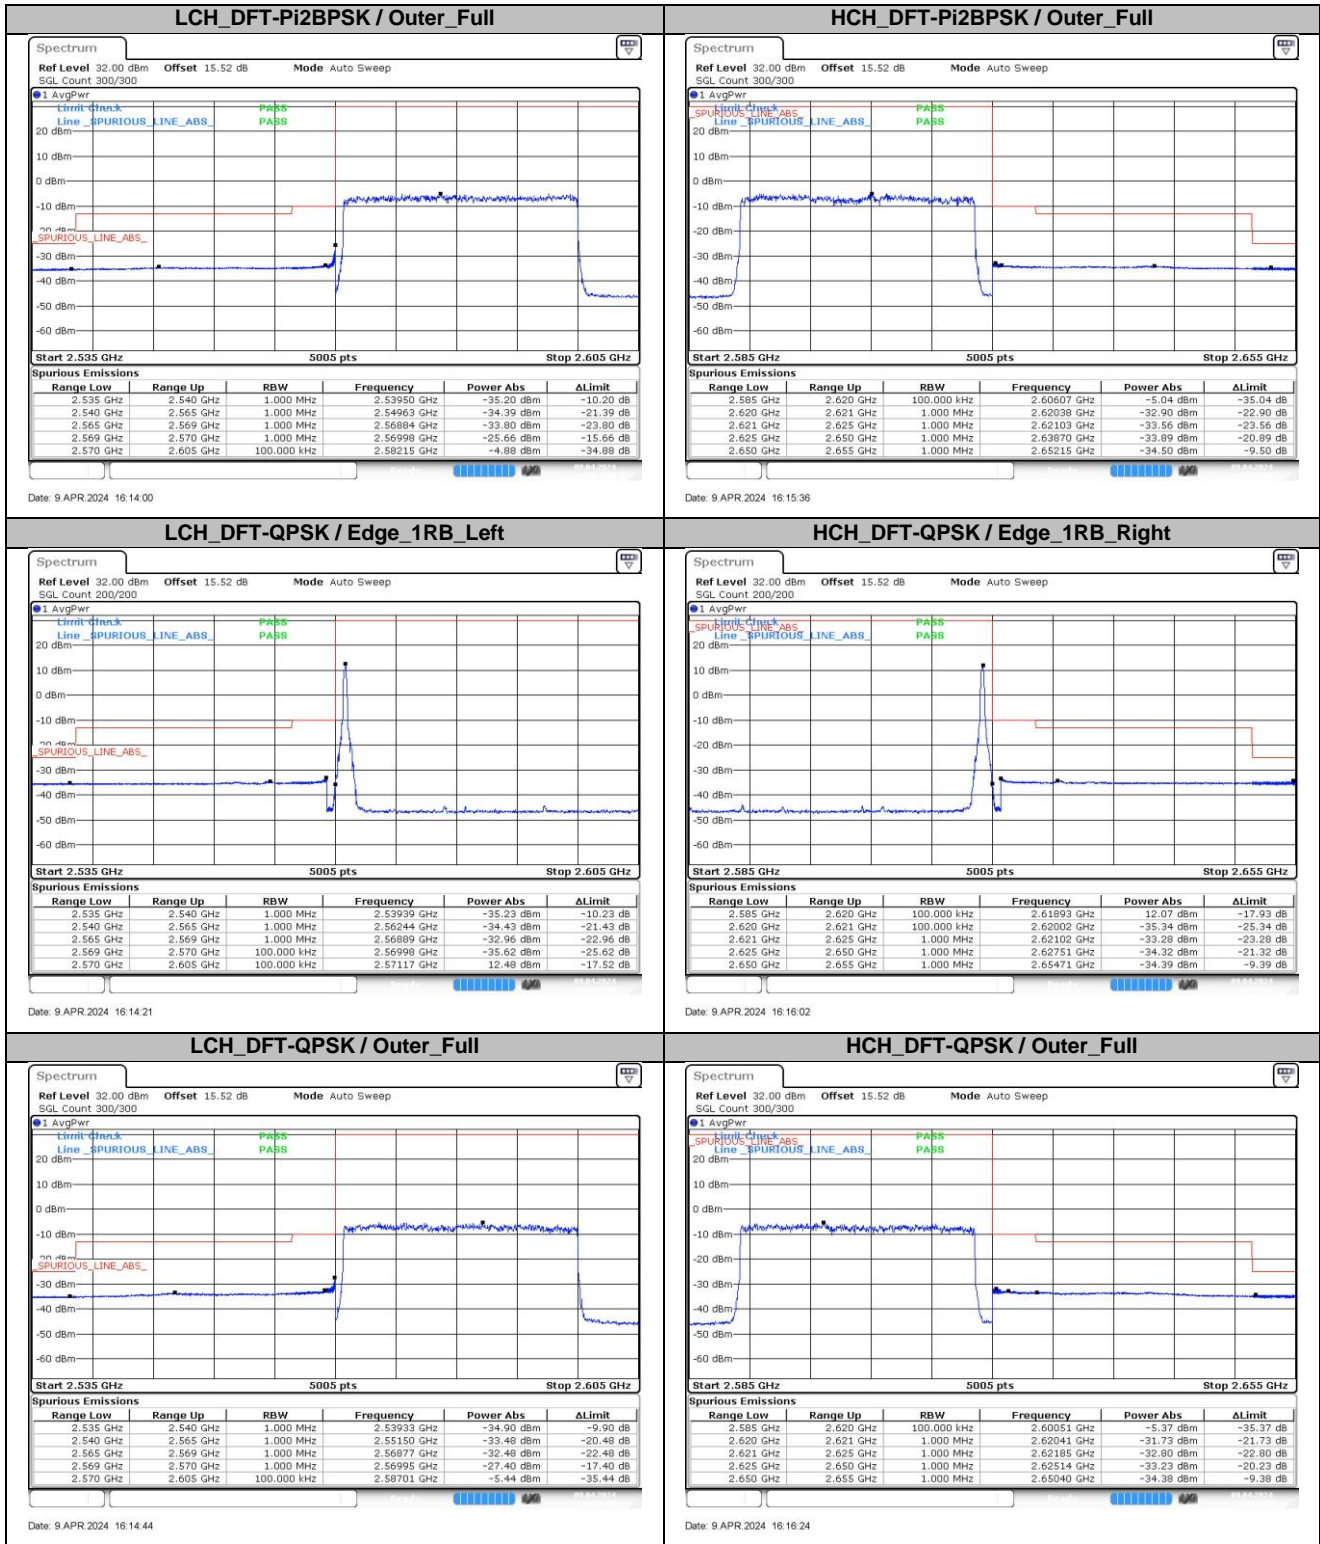 LCH_DFT-Pi2BPSK / Outer_Full
Spectrum
Ref Level 32.00 dBm Offset 15.52 dB Mode Auto Sweep
SGL Count 300/300
1 AvgPwr
Limit Check PASS
Line _SPURIOUS_LINE_ABS_ PASS
20 dBm
10 dBm
0 dBm
-10 dBm
-20 dBm
_SPURIOUS_LINE_ABS_
-30 dBm
-40 dBm
-50 dBm
-60 dBm
Start 2.535 GHz 5005 pts Stop 2.605 GHz
Spurious Emissions
Range Low Range Up RBW Frequency Power Abs ΔLimit
2.535 GHz 2.540 GHz 1.000 MHz 2.53950 GHz -35.20 dBm -10.20 dB
2.540 GHz 2.565 GHz 1.000 MHz 2.54963 GHz -34.39 dBm -21.39 dB
2.565 GHz 2.569 GHz 1.000 MHz 2.56884 GHz -33.80 dBm -23.80 dB
2.569 GHz 2.570 GHz 1.000 MHz 2.56998 GHz -25.66 dBm -15.66 dB
2.570 GHz 2.605 GHz 100.000 kHz 2.58215 GHz -4.88 dBm -34.88 dB
Date: 9.APR.2024 16:14:00
HCH_DFT-Pi2BPSK / Outer_Full
Spectrum
Ref Level 32.00 dBm Offset 15.52 dB Mode Auto Sweep
SGL Count 300/300
1 AvgPwr
Limit Check PASS
_SPURIOUS_LINE_ABS_
Line _SPURIOUS_LINE_ABS_ PASS
20 dBm
10 dBm
0 dBm
-10 dBm
-20 dBm
-30 dBm
-40 dBm
-50 dBm
-60 dBm
Start 2.585 GHz 5005 pts Stop 2.655 GHz
Spurious Emissions
Range Low Range Up RBW Frequency Power Abs ΔLimit
2.585 GHz 2.620 GHz 100.000 kHz 2.60607 GHz -5.04 dBm -35.04 dB
2.620 GHz 2.621 GHz 1.000 MHz 2.62038 GHz -32.90 dBm -22.90 dB
2.621 GHz 2.625 GHz 1.000 MHz 2.62103 GHz -33.56 dBm -23.56 dB
2.625 GHz 2.650 GHz 1.000 MHz 2.63870 GHz -33.89 dBm -20.89 dB
2.650 GHz 2.655 GHz 1.000 MHz 2.65215 GHz -34.50 dBm -9.50 dB
Date: 9.APR.2024 16:15:36
LCH_DFT-QPSK / Edge_1RB_Left
Spectrum
Ref Level 32.00 dBm Offset 15.52 dB Mode Auto Sweep
SGL Count 200/200
1 AvgPwr
Limit Check PASS
Line _SPURIOUS_LINE_ABS_ PASS
20 dBm
10 dBm
0 dBm
-10 dBm
-20 dBm
_SPURIOUS_LINE_ABS_
-30 dBm
-40 dBm
-50 dBm
-60 dBm
Start 2.535 GHz 5005 pts Stop 2.605 GHz
Spurious Emissions
Range Low Range Up RBW Frequency Power Abs ΔLimit
2.535 GHz 2.540 GHz 1.000 MHz 2.53939 GHz -35.23 dBm -10.23 dB
2.540 GHz 2.565 GHz 1.000 MHz 2.56244 GHz -34.43 dBm -21.43 dB
2.565 GHz 2.569 GHz 1.000 MHz 2.56889 GHz -32.96 dBm -22.96 dB
2.569 GHz 2.570 GHz 100.000 kHz 2.56998 GHz -35.62 dBm -25.62 dB
2.570 GHz 2.605 GHz 100.000 kHz 2.57117 GHz 12.48 dBm -17.52 dB
Date: 9.APR.2024 16:14:21
HCH_DFT-QPSK / Edge_1RB_Right
Spectrum
Ref Level 32.00 dBm Offset 15.52 dB Mode Auto Sweep
SGL Count 200/200
1 AvgPwr
Limit Check PASS
_SPURIOUS_LINE_ABS_
Line _SPURIOUS_LINE_ABS_ PASS
20 dBm
10 dBm
0 dBm
-10 dBm
-20 dBm
-30 dBm
-40 dBm
-50 dBm
-60 dBm
Start 2.585 GHz 5005 pts Stop 2.655 GHz
Spurious Emissions
Range Low Range Up RBW Frequency Power Abs ΔLimit
2.585 GHz 2.620 GHz 100.000 kHz 2.61893 GHz 12.07 dBm -17.93 dB
2.620 GHz 2.621 GHz 100.000 kHz 2.62002 GHz -35.34 dBm -25.34 dB
2.621 GHz 2.625 GHz 1.000 MHz 2.62102 GHz -33.28 dBm -23.28 dB
2.625 GHz 2.650 GHz 1.000 MHz 2.62751 GHz -34.32 dBm -21.32 dB
2.650 GHz 2.655 GHz 1.000 MHz 2.65471 GHz -34.39 dBm -9.39 dB
Date: 9.APR.2024 16:16:02
LCH_DFT-QPSK / Outer_Full
Spectrum
Ref Level 32.00 dBm Offset 15.52 dB Mode Auto Sweep
SGL Count 300/300
1 AvgPwr
Limit Check PASS
Line _SPURIOUS_LINE_ABS_ PASS
20 dBm
10 dBm
0 dBm
-10 dBm
-20 dBm
_SPURIOUS_LINE_ABS_
-30 dBm
-40 dBm
-50 dBm
-60 dBm
Start 2.535 GHz 5005 pts Stop 2.605 GHz
Spurious Emissions
Range Low Range Up RBW Frequency Power Abs ΔLimit
2.535 GHz 2.540 GHz 1.000 MHz 2.53933 GHz -34.90 dBm -9.90 dB
2.540 GHz 2.565 GHz 1.000 MHz 2.55150 GHz -33.48 dBm -20.48 dB
2.565 GHz 2.569 GHz 1.000 MHz 2.56877 GHz -32.48 dBm -22.48 dB
2.569 GHz 2.570 GHz 1.000 MHz 2.56995 GHz -27.40 dBm -17.40 dB
2.570 GHz 2.605 GHz 100.000 kHz 2.58701 GHz -5.44 dBm -35.44 dB
Date: 9.APR.2024 16:14:44
HCH_DFT-QPSK / Outer_Full
Spectrum
Ref Level 32.00 dBm Offset 15.52 dB Mode Auto Sweep
SGL Count 300/300
1 AvgPwr
Limit Check PASS
_SPURIOUS_LINE_ABS_
Line _SPURIOUS_LINE_ABS_ PASS
20 dBm
10 dBm
0 dBm
-10 dBm
-20 dBm
-30 dBm
-40 dBm
-50 dBm
-60 dBm
Start 2.585 GHz 5005 pts Stop 2.655 GHz
Spurious Emissions
Range Low Range Up RBW Frequency Power Abs ΔLimit
2.585 GHz 2.620 GHz 100.000 kHz 2.60051 GHz -5.37 dBm -35.37 dB
2.620 GHz 2.621 GHz 1.000 MHz 2.62041 GHz -31.73 dBm -21.73 dB
2.621 GHz 2.625 GHz 1.000 MHz 2.62185 GHz -32.80 dBm -22.80 dB
2.625 GHz 2.650 GHz 1.000 MHz 2.62514 GHz -33.23 dBm -20.23 dB
2.650 GHz 2.655 GHz 1.000 MHz 2.65040 GHz -34.38 dBm -9.38 dB
Date: 9.APR.2024 16:16:24